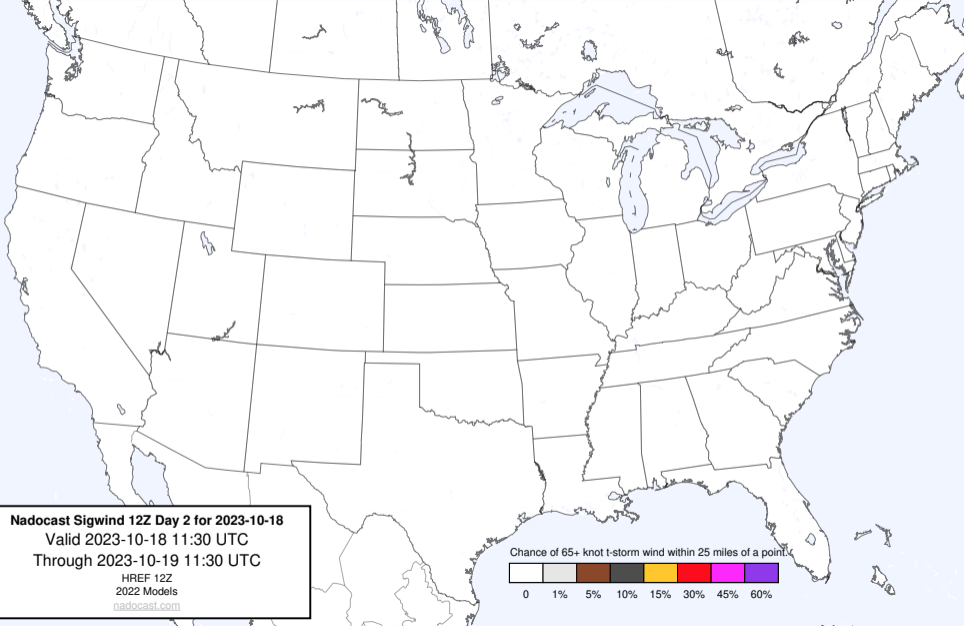 Nadocast Sigwind 12Z Day 2 for 2023-10-18
Valid 2023-10-18 11:30 UTC
Through 2023-10-19 11:30 UTC
HREF 12Z
2022 Models
nadocast.com
Chance of 65+ knot t-storm wind within 25 miles of a point.
0 1% 5% 10% 15% 30% 45% 60%